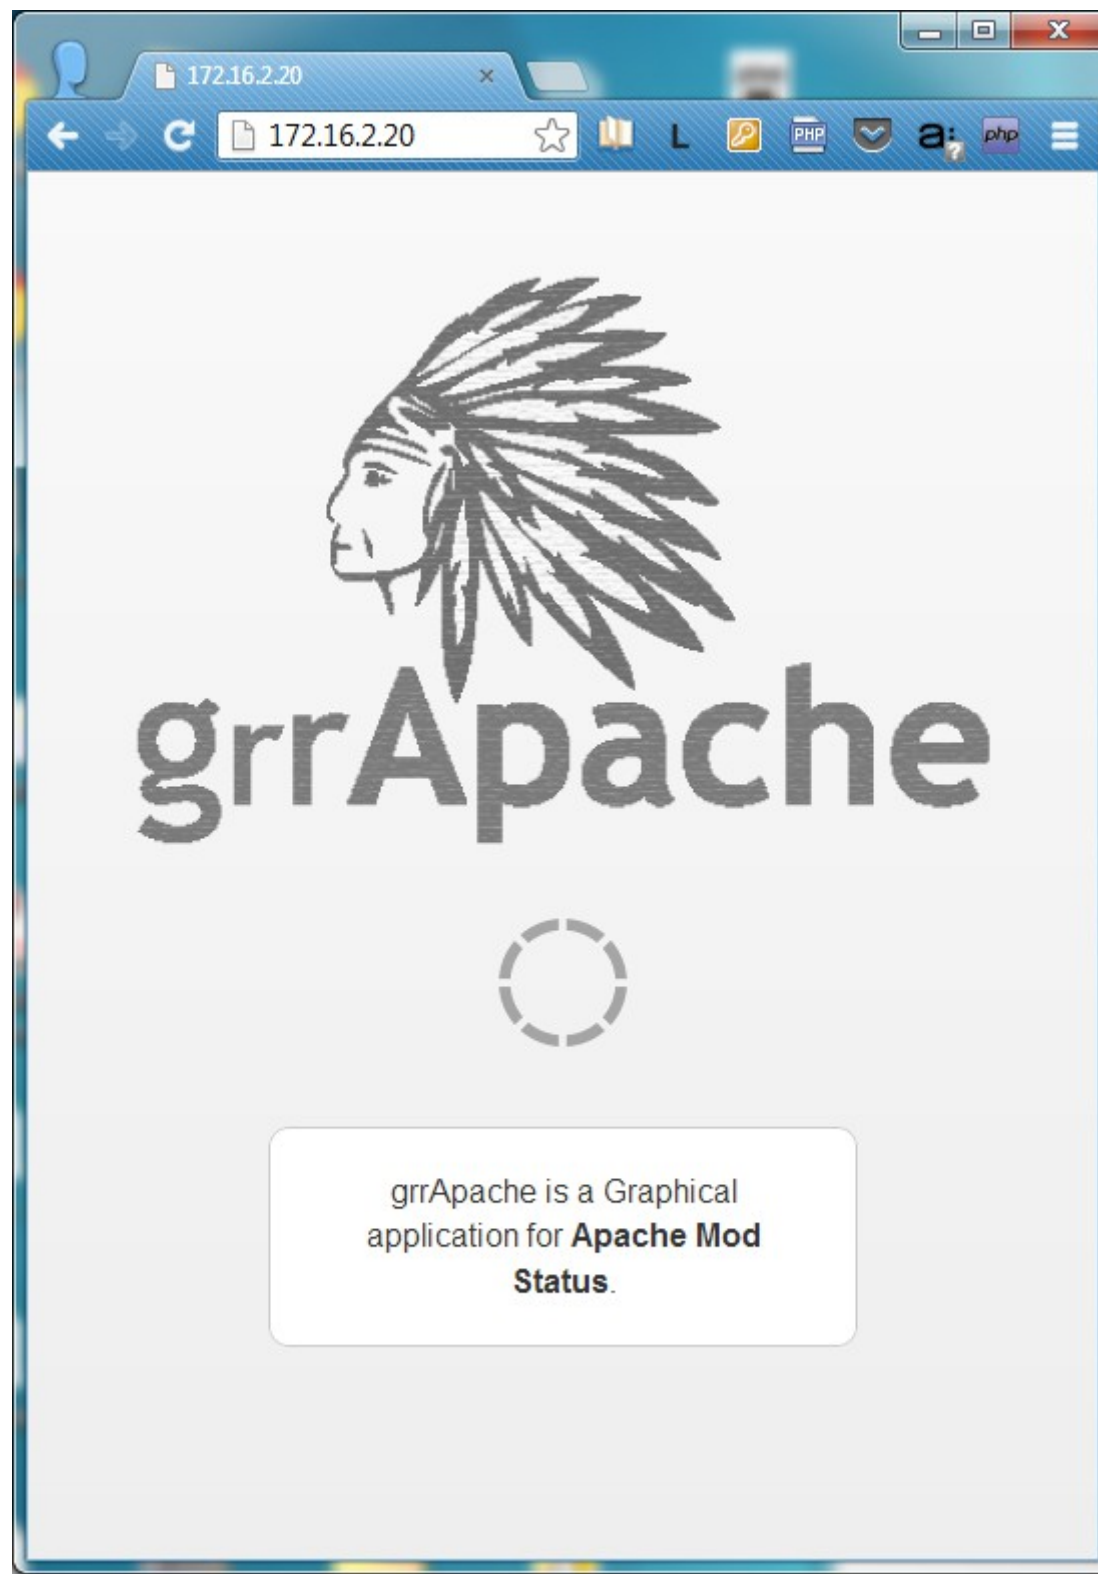 172.16.2.20
172.16.2.20
L
PHP
a:
?
php
grrApache
grrApache is a Graphical
application for Apache Mod
Status.